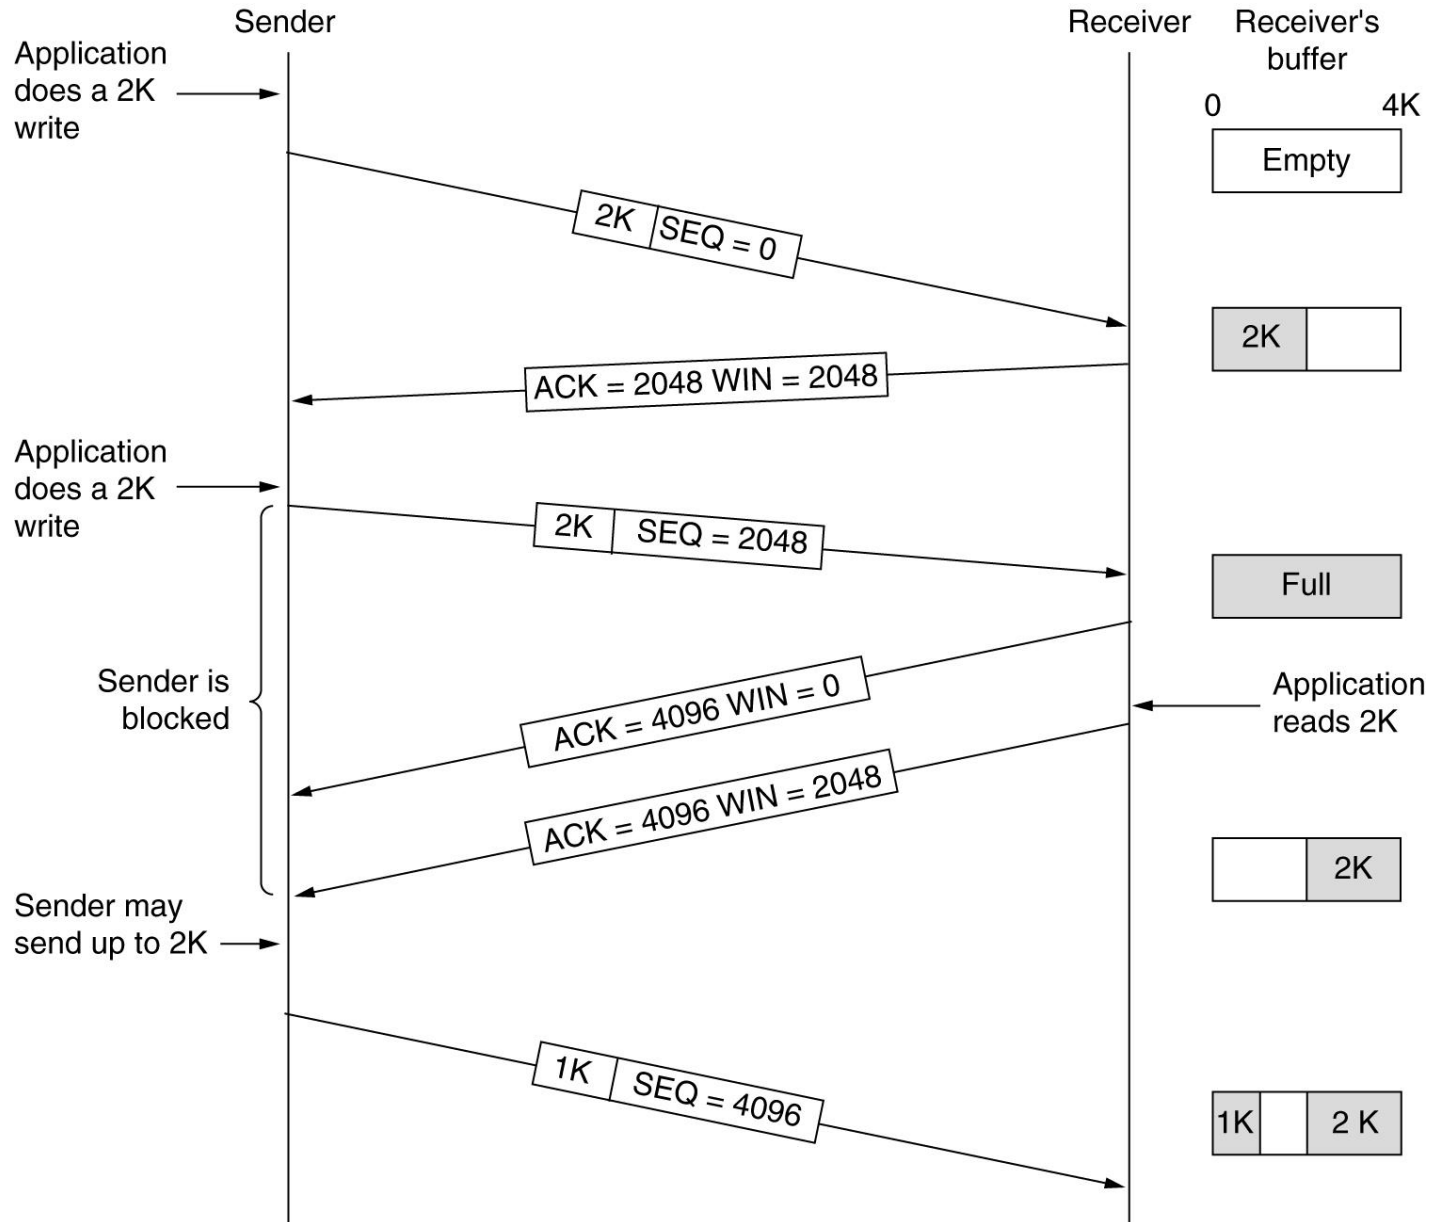 Sender
Receiver
Receiver's
buffer
Application
does a 2K
write
0
4K
Empty
2K
SEQ = 0
2K
ACK = 2048 WIN = 2048
Application
does a 2K
write
2K
SEQ = 2048
Full
Sender is
blocked
ACK = 4096 WIN = 0
Application
reads 2K
ACK = 4096 WIN = 2048
2K
Sender may
send up to 2K
1K
SEQ = 4096
1K
2 K